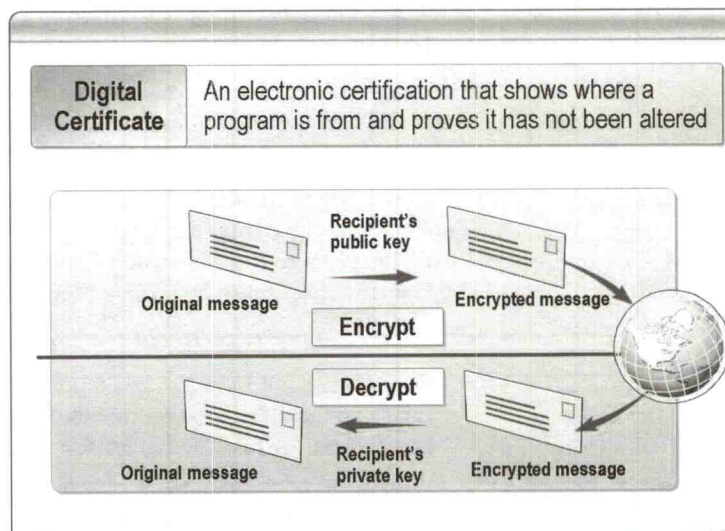 Digital
Certificate
An electronic certification that shows where a
program is from and proves it has not been altered
Recipient's
public key
Original message
Encrypted message
Encrypt
Decrypt
Original message
Recipient's
private key
Encrypted message